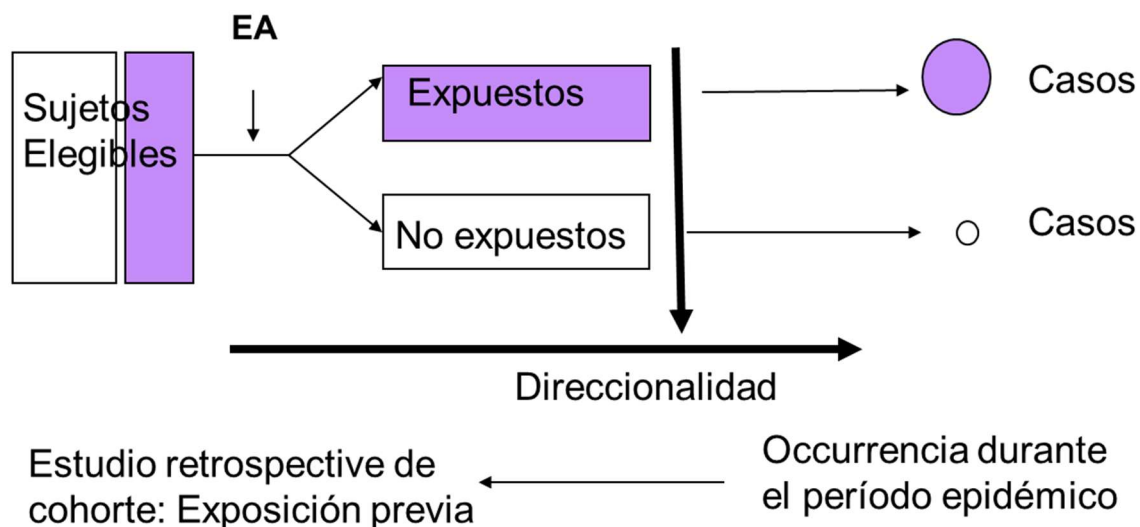 EA
Sujetos
Elegibles
Expuestos
Casos
No expuestos
Casos
Direccionalidad
Estudio retrospective de
cohorte: Exposición previa
Occurrencia durante
el período epidémico